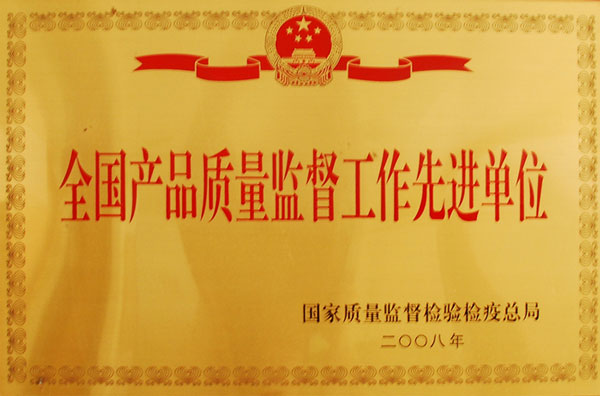 全国产品质量监督工作先进单位
国家质量监督检验检疫总局
二〇〇八年